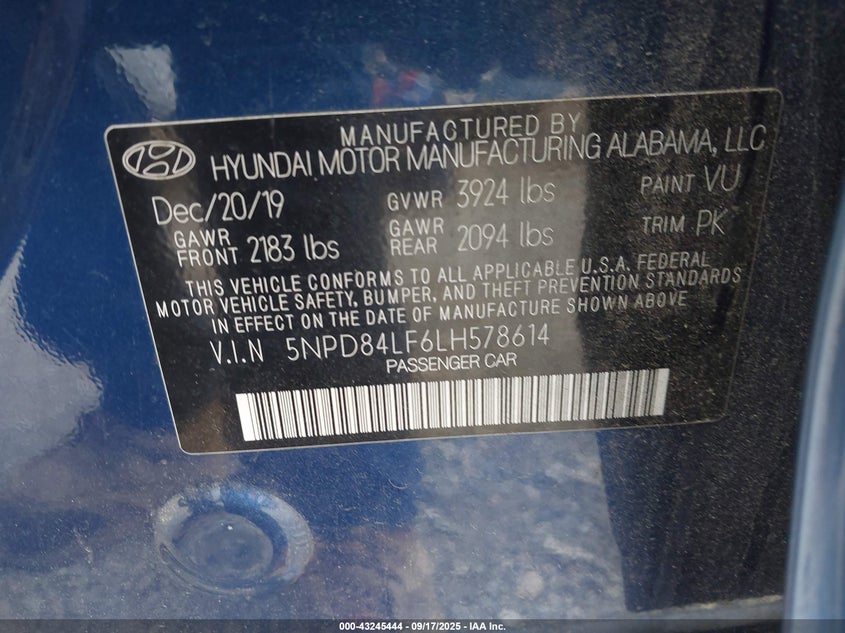 MANUFACTURED BY
HYUNDAI MOTOR MANUFACTURING ALABAMA, LLC
Dec/20/19 GVWR 3924 lbs PAINT VU
GAWR FRONT 2183 lbs GAWR REAR 2094 lbs TRIM PK
THIS VEHICLE CONFORMS TO ALL APPLICABLE U.S.A. FEDERAL
MOTOR VEHICLE SAFETY, BUMPER, AND THEFT PREVENTION STANDARDS
IN EFFECT ON THE DATE OF MANUFACTURE SHOWN ABOVE
V.I.N 5NPD84LF6LH578614
PASSENGER CAR
000-43245444 - 09/17/2025 - IAA Inc.